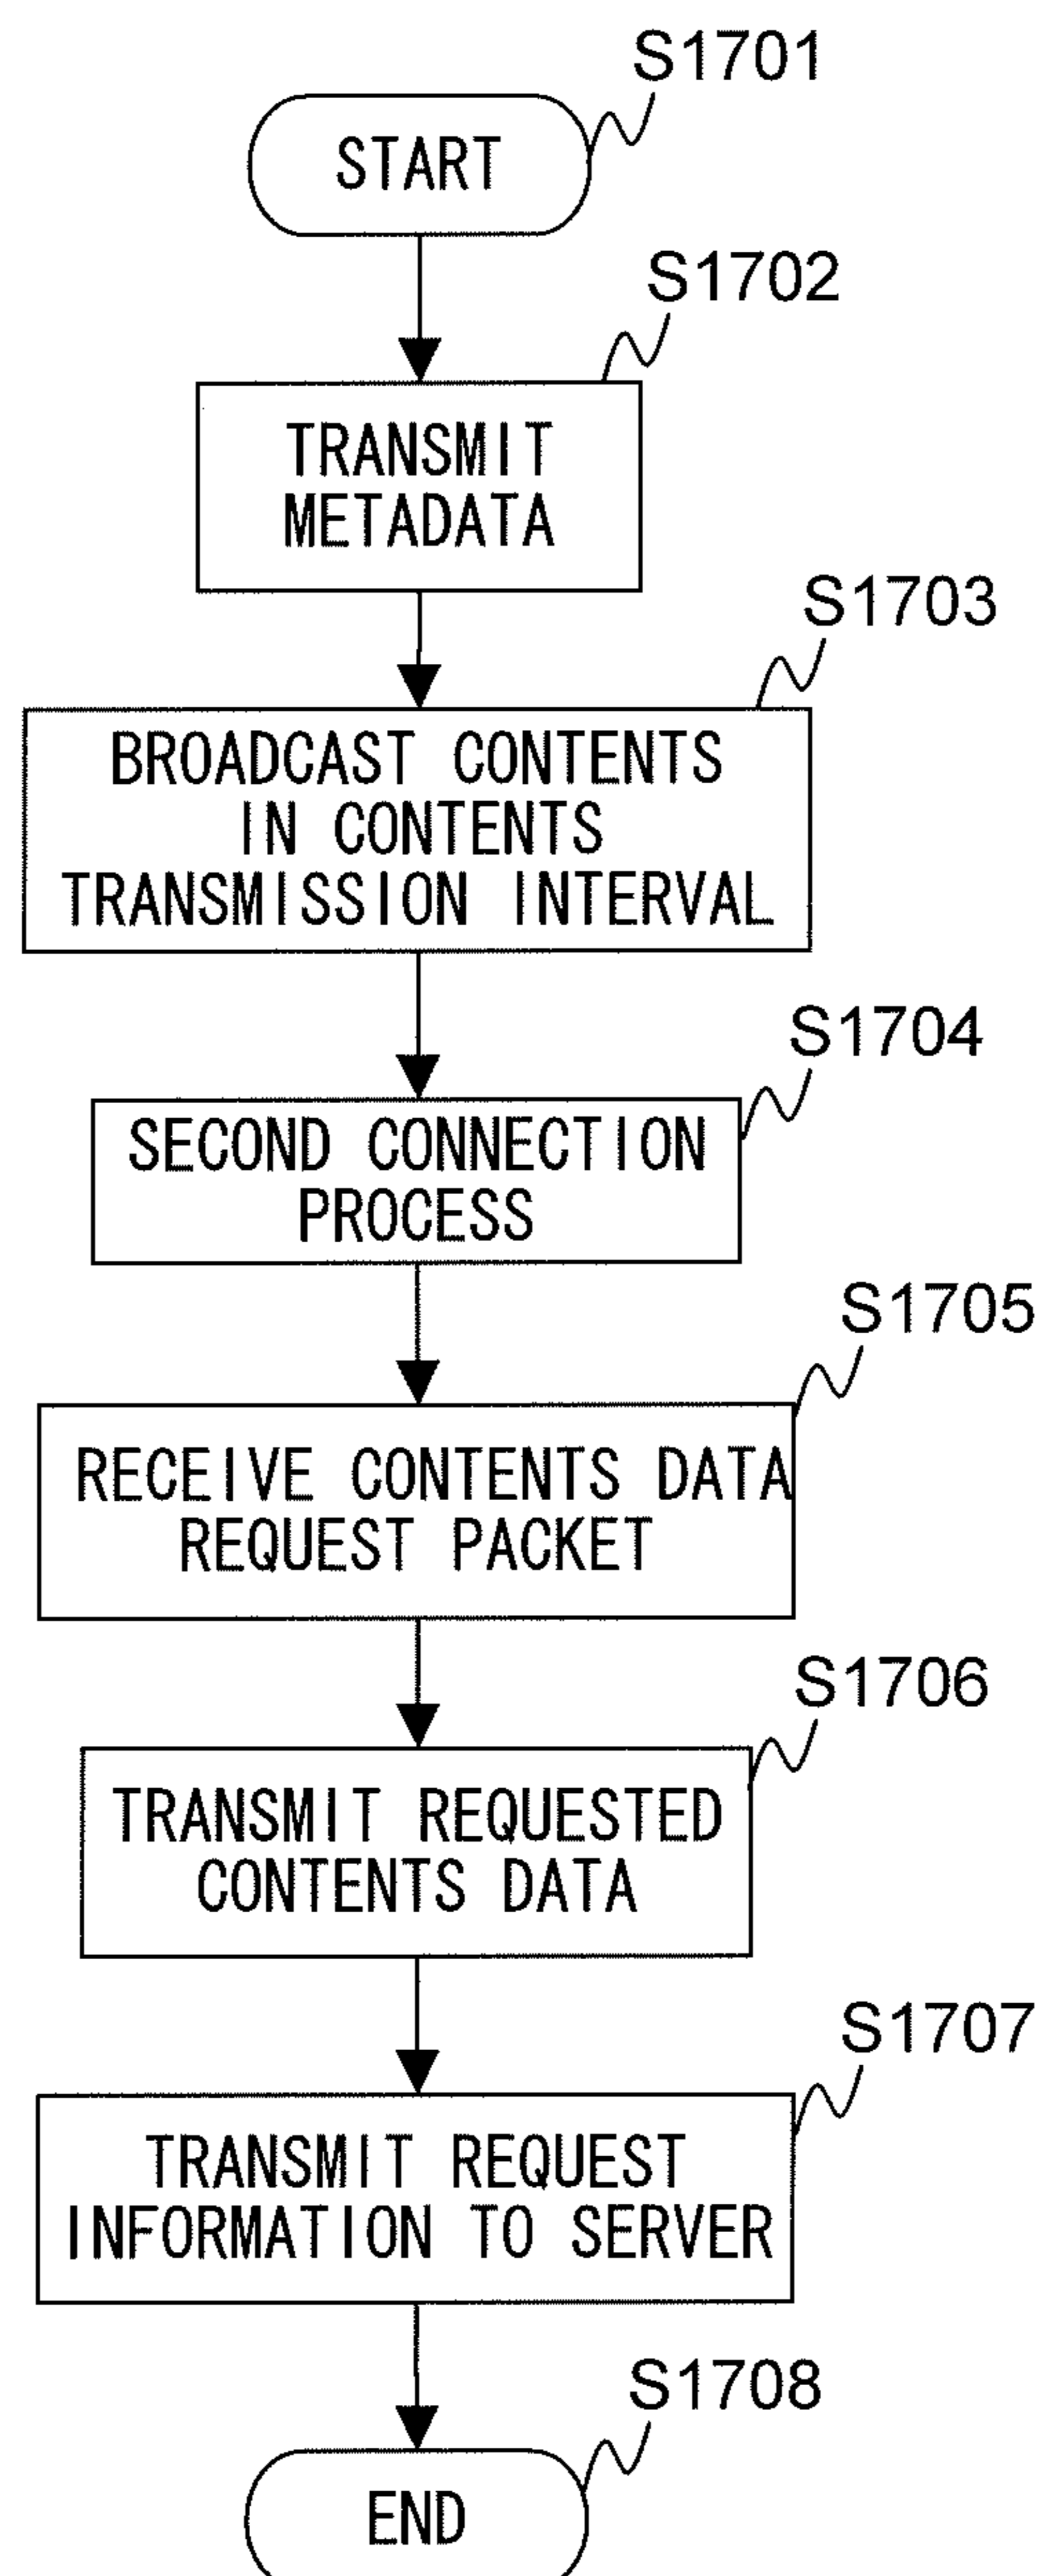 S1701
START
S1702
TRANSMIT
METADATA
S1703
BROADCAST CONTENTS
IN CONTENTS
TRANSMISSION INTERVAL
S1704
SECOND CONNECTION
PROCESS
S1705
RECEIVE CONTENTS DATA
REQUEST PACKET
S1706
TRANSMIT REQUESTED
CONTENTS DATA
S1707
TRANSMIT REQUEST
INFORMATION TO SERVER
S1708
END